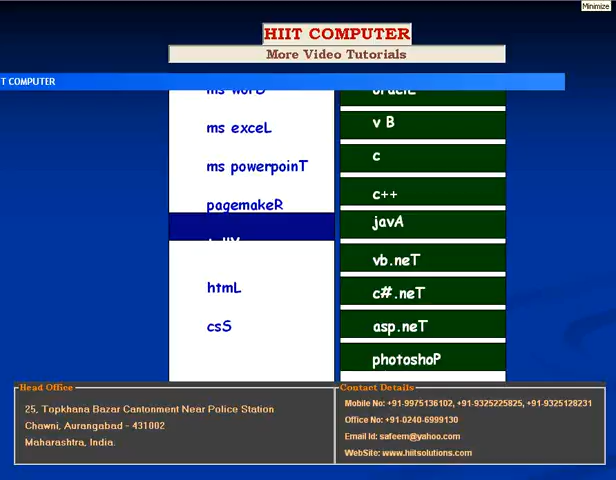 Minimize
HIIT COMPUTER
More Video Tutorials
T COMPUTER
ms worD
ms exceL
ms powerpoinT
pagemakeR
htmL
csS
oraclE
v B
c
c++
javA
vb.neT
c#.neT
asp.neT
photoshoP
Head Office
25, Topkhana Bazar Cantonment Near Police Station
Chawni, Aurangabad - 431002
Maharashtra, India.
Contact Details
Mobile No: +91-9975136102, +91-9325225825, +91-9325128231
Office No: +91-0240-6999130
Email Id: safeem@yahoo.com
WebSite: www.hiitsolutions.com